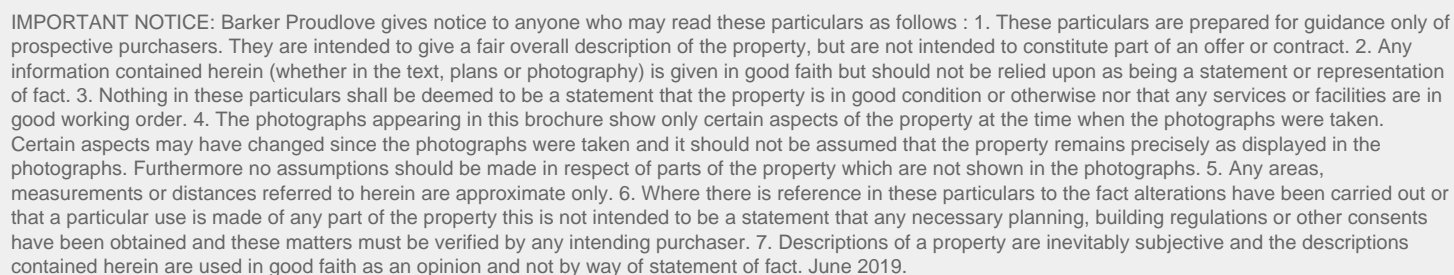 IMPORTANT NOTICE: Barker Proudlove gives notice to anyone who may read these particulars as follows : 1. These particulars are prepared for guidance only of
prospective purchasers. They are intended to give a fair overall description of the property, but are not intended to constitute part of an offer or contract. 2. Any
information contained herein (whether in the text, plans or photography) is given in good faith but should not be relied upon as being a statement or representation
of fact. 3. Nothing in these particulars shall be deemed to be a statement that the property is in good condition or otherwise nor that any services or facilities are in
good working order. 4. The photographs appearing in this brochure show only certain aspects of the property at the time when the photographs were taken.
Certain aspects may have changed since the photographs were taken and it should not be assumed that the property remains precisely as displayed in the
photographs. Furthermore no assumptions should be made in respect of parts of the property which are not shown in the photographs. 5. Any areas,
measurements or distances referred to herein are approximate only. 6. Where there is reference in these particulars to the fact alterations have been carried out or
that a particular use is made of any part of the property this is not intended to be a statement that any necessary planning, building regulations or other consents
have been obtained and these matters must be verified by any intending purchaser. 7. Descriptions of a property are inevitably subjective and the descriptions
contained herein are used in good faith as an opinion and not by way of statement of fact. June 2019.